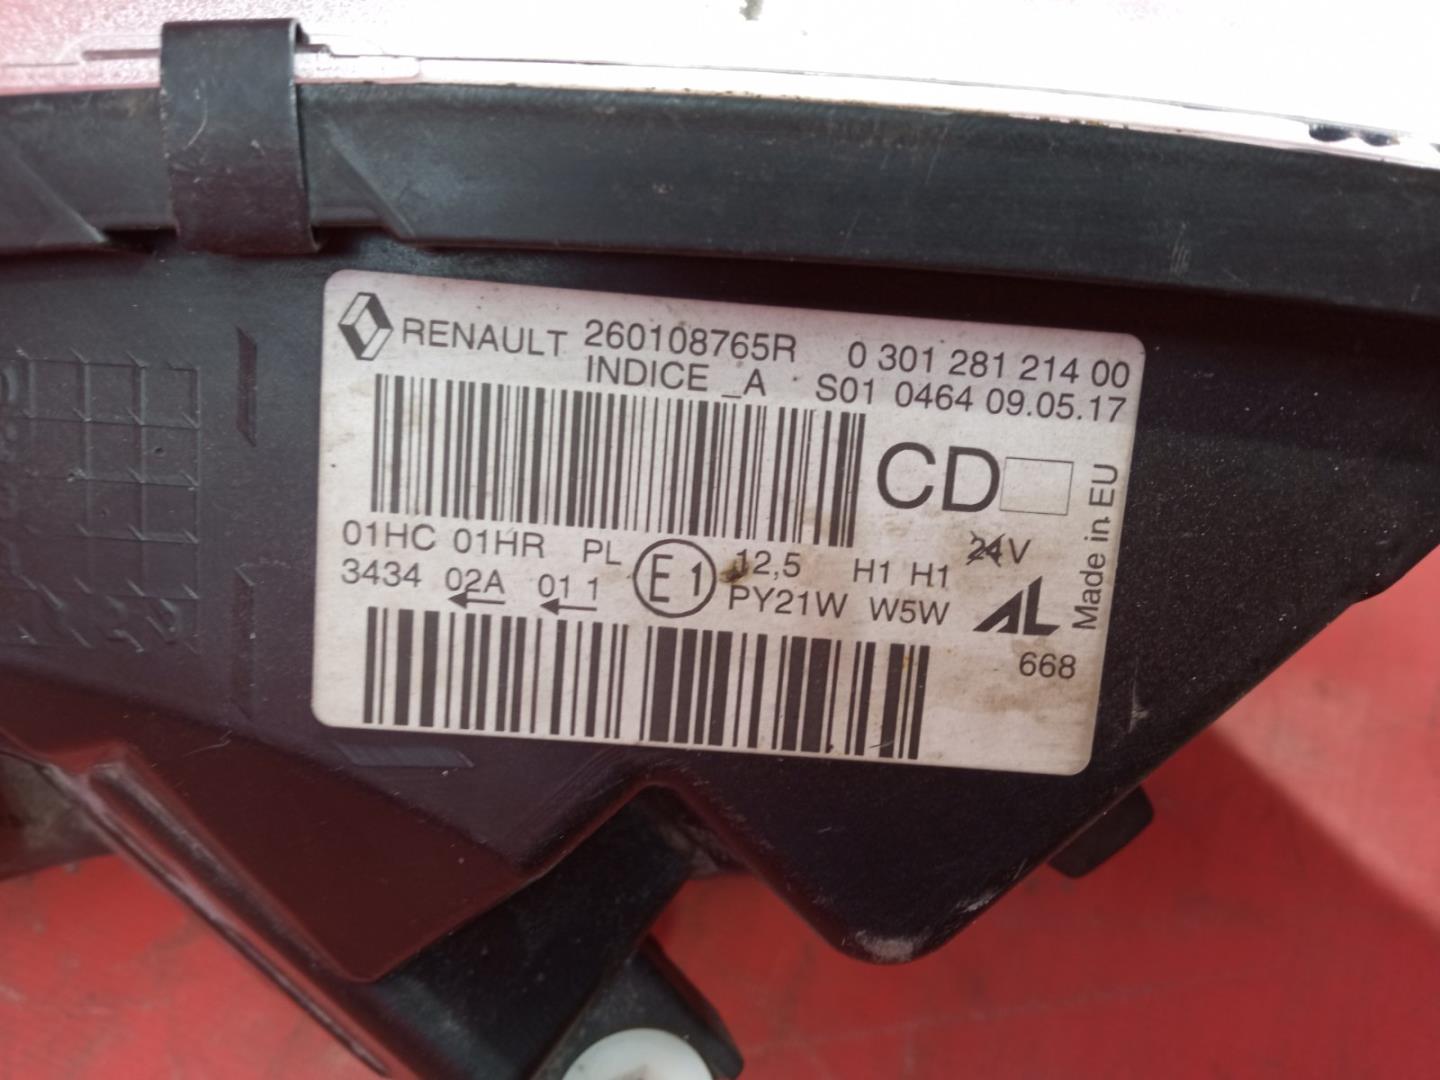 RENAULT 260108765R 0 301 281 214 00
INDICE _A S01 0464 09.05.17
CD
Made in EU
01HC 01HR PL E1 12,5 H1 H1 24V
3434 02A 01 1 PY21W W5W AL
668